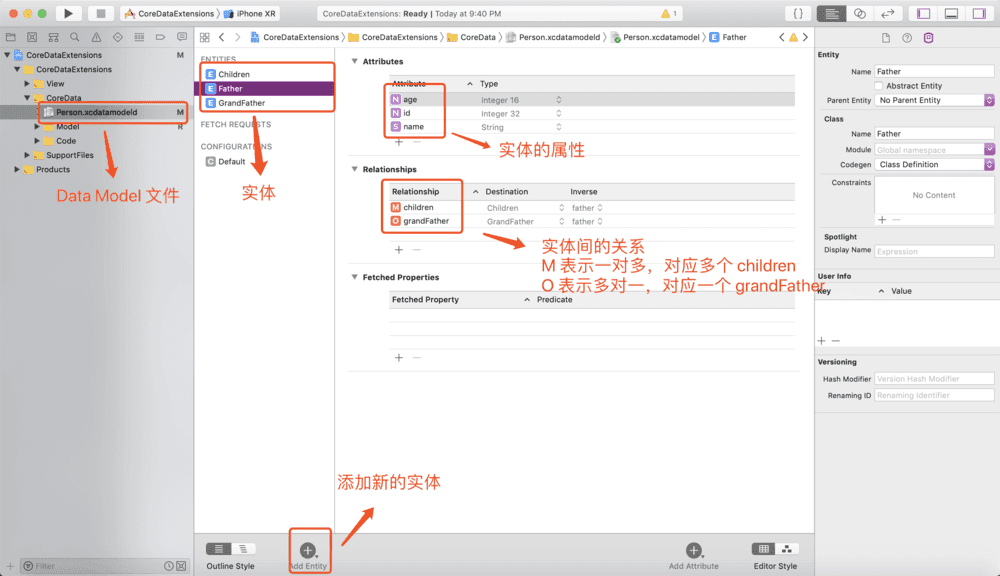 CoreDataExtensions
iPhone XR
CoreDataExtensions: Ready | Today at 9:40 PM
1
CoreDataExtensions
CoreDataExtensions
CoreData
Person.xcdatamodeld
Person.xcdatamodel
E Father
CoreDataExtensions M
CoreDataExtensions
View
CoreData
Person.xcdatamodeld M
Model R
Code
SupportFiles
Products
Data Model 文件
Filter
ENTITIES
E Children
E Father
E GrandFather
FETCH REQUESTS
CONFIGURATIONS
C Default
实体
Attributes
Attribute Type
N age Integer 16
N id Integer 32
S name String
实体的属性
Relationships
Relationship Destination Inverse
M children Children father
O grandFather GrandFather father
实体间的关系
M 表示一对多，对应多个 children
O 表示多对一，对应一个 grandFather
Fetched Properties
Fetched Property Predicate
添加新的实体
Outline Style
Add Entity
Add Attribute
Editor Style
Entity
Name Father
Abstract Entity
Parent Entity No Parent Entity
Class
Name Father
Module Global namespace
Codegen Class Definition
Constraints
No Content
Spotlight
Display Name Expression
User Info
Key Value
Versioning
Hash Modifier Version Hash Modifier
Renaming ID Renaming Identifier